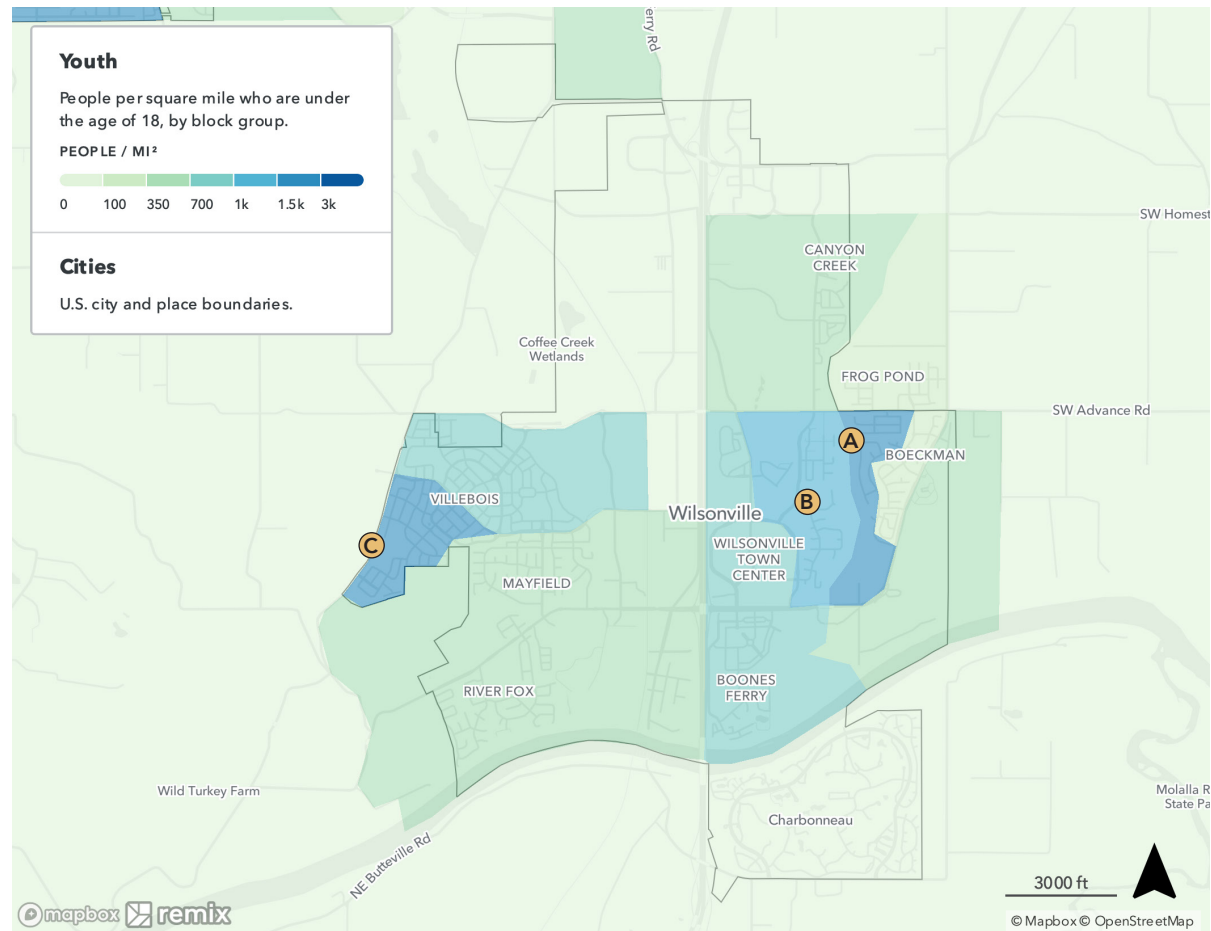 Youth
People per square mile who are under
the age of 18, by block group.
PEOPLE / MI²
0 100 350 700 1k 1.5k 3k
Cities
U.S. city and place boundaries.
erry Rd
SW Homest
CANYON
CREEK
Coffee Creek
Wetlands
FROG POND
SW Advance Rd
A
BOECKMAN
VILLEBOIS
B
Wilsonville
C
WILSONVILLE
TOWN
CENTER
MAYFIELD
RIVER FOX
BOONES
FERRY
Wild Turkey Farm
Molalla R
State Pa
Charbonneau
NE Butteville Rd
3000 ft
mapbox remix
© Mapbox © OpenStreetMap